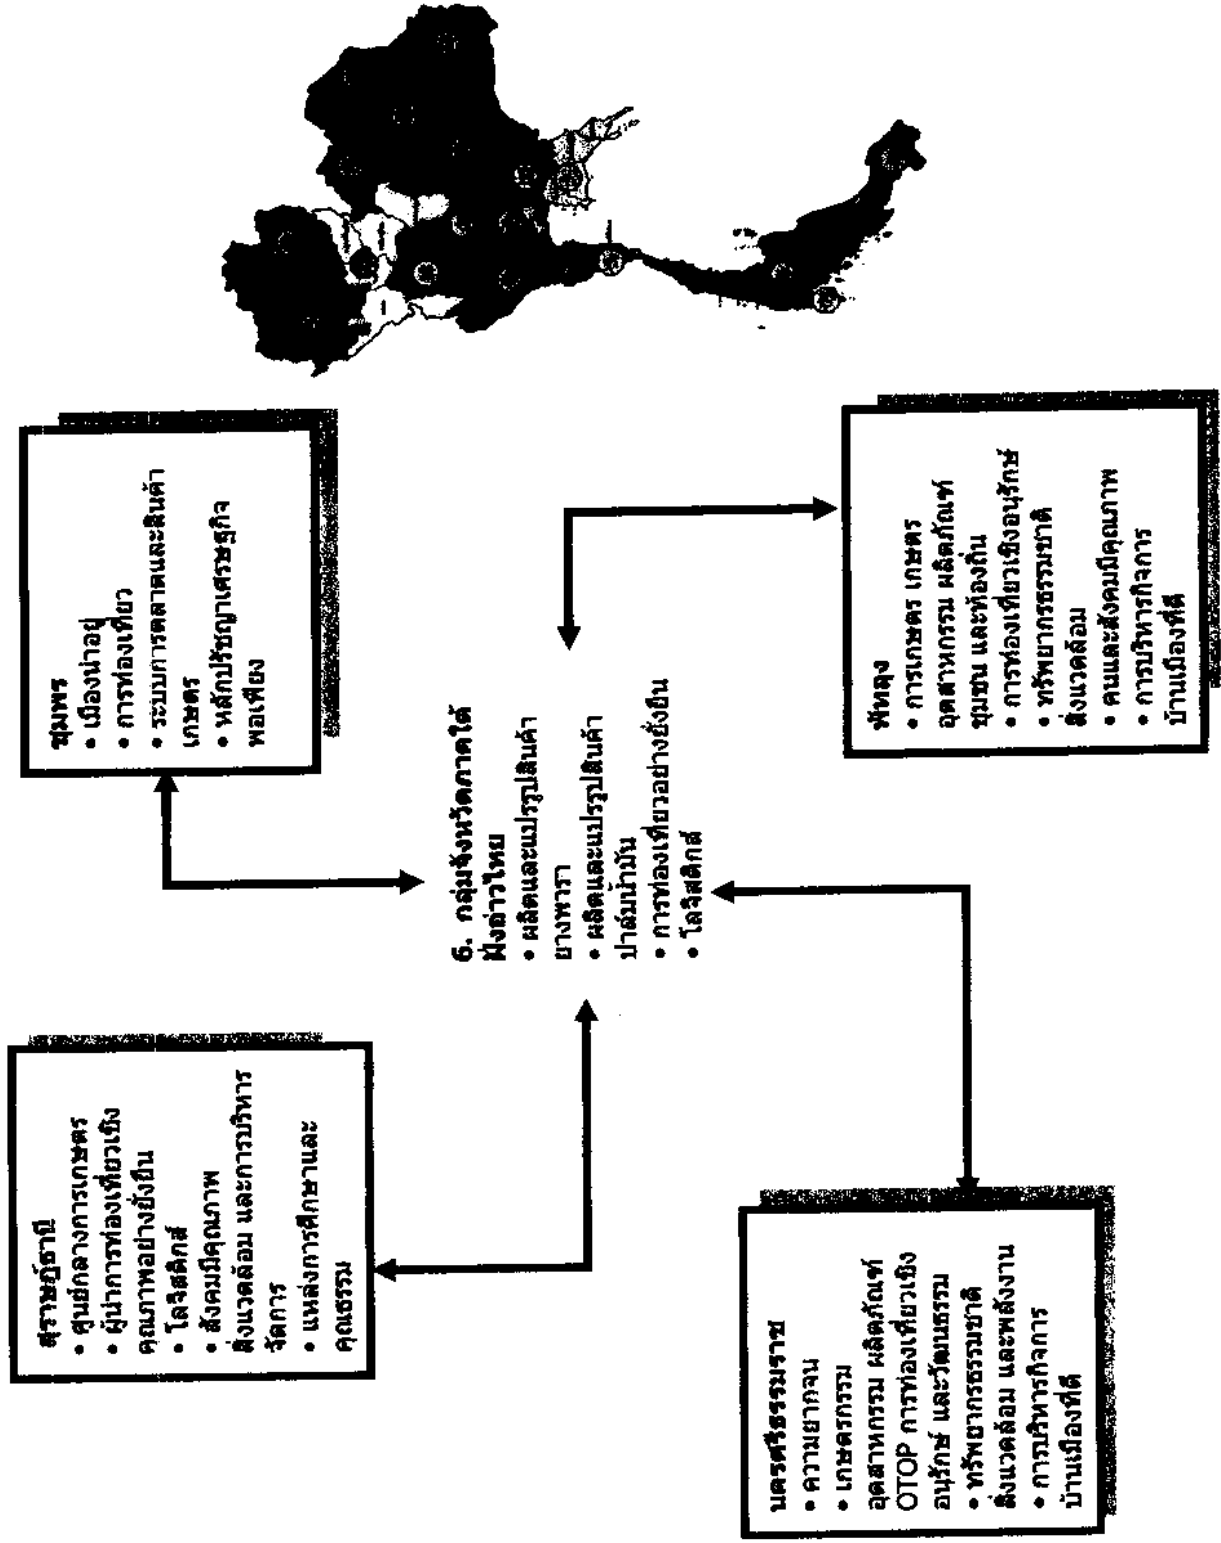 สุราษฎ์ธานี
• ศูนย์กลางการเกษตร
• ผู้นำการท่องเที่ยวเชิง
คุณภาพอย่างยั่งยืน
• โลจิสติกส์
• สังคมมีคุณภาพ
สิ่งแวดล้อม และการบริหาร
จัดการ
• แหล่งการศึกษาและ
คุณธรรม
ชุมพร
• เมืองน่าอยู่
• การท่องเที่ยว
• ระบบการตลาดและสินค้า
เกษตร
• หลักปรัชญาเศรษฐกิจ
พอเพียง
6. กลุ่มจังหวัดภาคใต้
ฝั่งอ่าวไทย
• ผลิตและแปรรูปสินค้า
ยางพารา
• ผลิตและแปรรูปสินค้า
ปาล์มน้ำมัน
• การท่องเที่ยวอย่างยั่งยืน
• โลจิสติกส์
นครศรีธรรมราช
• ความยากจน
• เกษตรกรรม
อุตสาหกรรม ผลิตภัณฑ์
OTOP การท่องเที่ยวเชิง
อนุรักษ์ และวัฒนธรรม
• ทรัพยากรธรรมชาติ
สิ่งแวดล้อม และพลังงาน
• การบริหารกิจการ
บ้านเมืองที่ดี
พัทลุง
• การเกษตร เกษตร
อุตสาหกรรม ผลิตภัณฑ์
ชุมชน และท้องถิ่น
• การท่องเที่ยวเชิงอนุรักษ์
• ทรัพยากรธรรมชาติ
สิ่งแวดล้อม
• คนและสังคมมีคุณภาพ
• การบริหารกิจการ
บ้านเมืองที่ดี